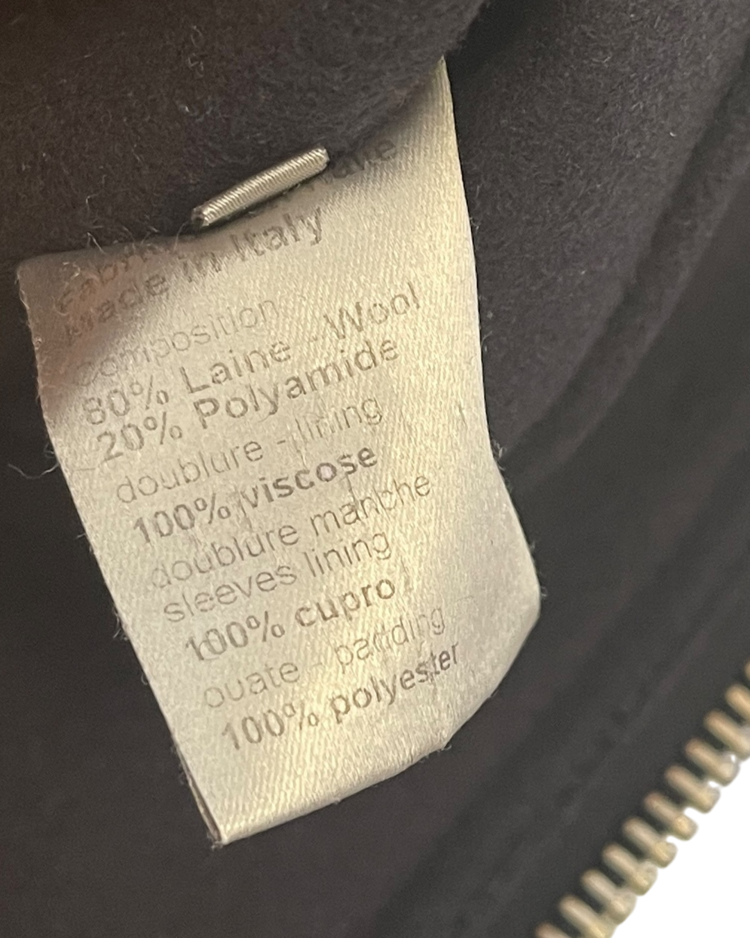 Made in Italy
composition
80% Laine - Wool
20% Polyamide
doublure - lining
100% viscose
doublure manche
sleeves lining
100% cupro
ouate - padding
100% polyester